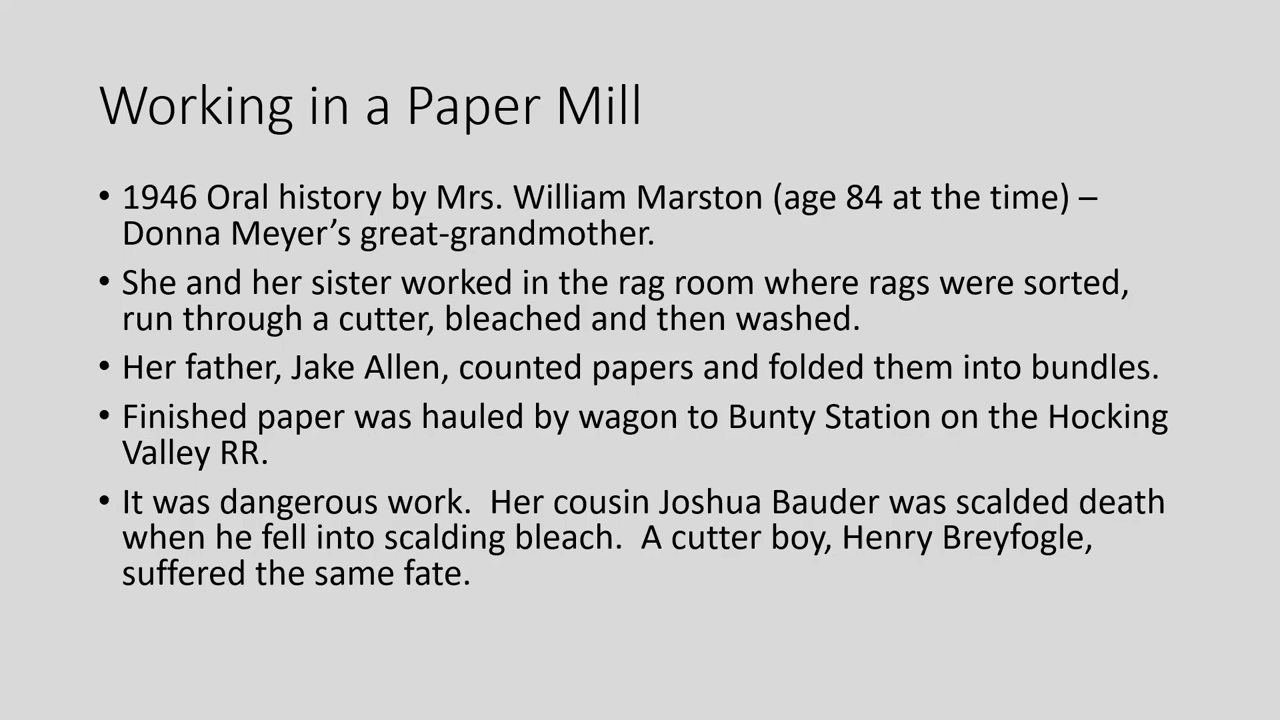 Working in a Paper Mill
• 1946 Oral history by Mrs. William Marston (age 84 at the time) –
Donna Meyer’s great-grandmother.
• She and her sister worked in the rag room where rags were sorted,
run through a cutter, bleached and then washed.
• Her father, Jake Allen, counted papers and folded them into bundles.
• Finished paper was hauled by wagon to Bunty Station on the Hocking
Valley RR.
• It was dangerous work.  Her cousin Joshua Bauder was scalded death
when he fell into scalding bleach.  A cutter boy, Henry Breyfogle,
suffered the same fate.